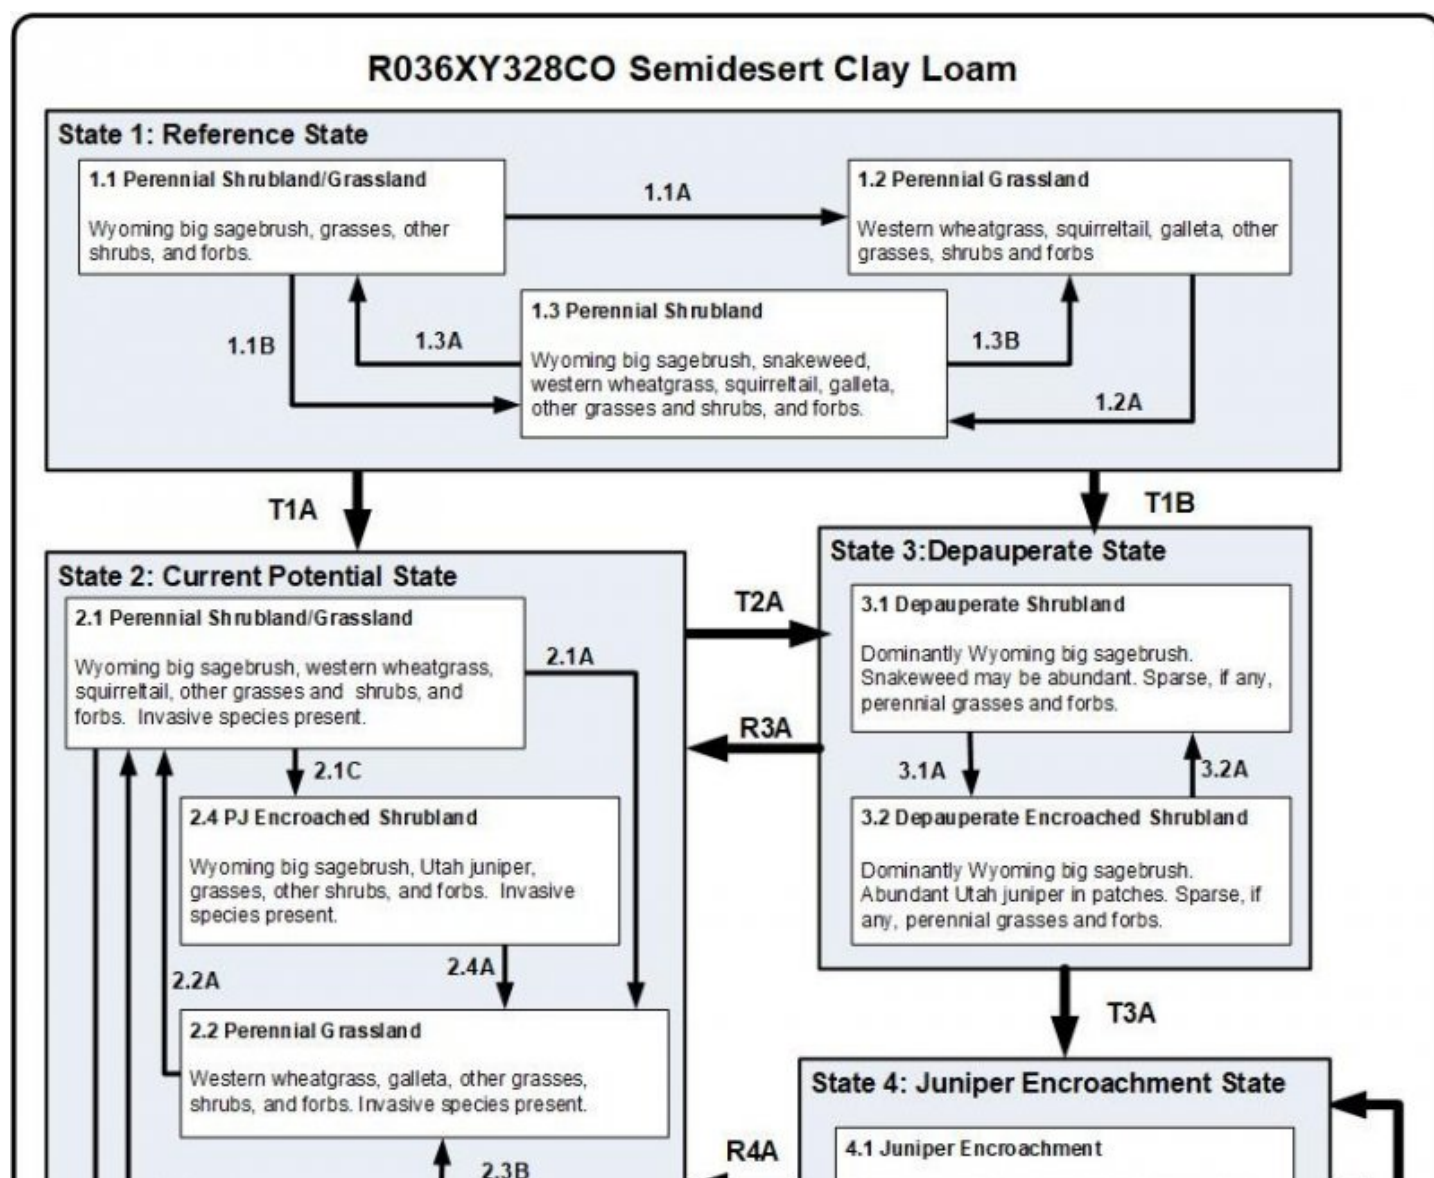 R036XY328CO Semidesert Clay Loam
State 1: Reference State
1.1 Perennial Shrubland/Grassland
Wyoming big sagebrush, grasses, other
shrubs, and forbs.
1.1A
1.2 Perennial Grassland
Western wheatgrass, squirreltail, galleta, other
grasses, shrubs and forbs
1.3 Perennial Shrubland
Wyoming big sagebrush, snakeweed,
western wheatgrass, squirreltail, galleta,
other grasses and shrubs, and forbs.
1.1B
1.3A
1.3B
1.2A
T1A
T1B
State 2: Current Potential State
2.1 Perennial Shrubland/Grassland
Wyoming big sagebrush, western wheatgrass,
squirreltail, other grasses and shrubs, and
forbs. Invasive species present.
2.1A
2.1C
2.4 PJ Encroached Shrubland
Wyoming big sagebrush, Utah juniper,
grasses, other shrubs, and forbs. Invasive
species present.
2.4A
2.2A
2.2 Perennial Grassland
Western wheatgrass, galleta, other grasses,
shrubs, and forbs. Invasive species present.
2.3B
T2A
R3A
State 3:Depauperate State
3.1 Depauperate Shrubland
Dominantly Wyoming big sagebrush.
Snakeweed may be abundant. Sparse, if any,
perennial grasses and forbs.
3.1A
3.2A
3.2 Depauperate Encroached Shrubland
Dominantly Wyoming big sagebrush.
Abundant Utah juniper in patches. Sparse, if
any, perennial grasses and forbs.
T3A
State 4: Juniper Encroachment State
4.1 Juniper Encroachment
R4A